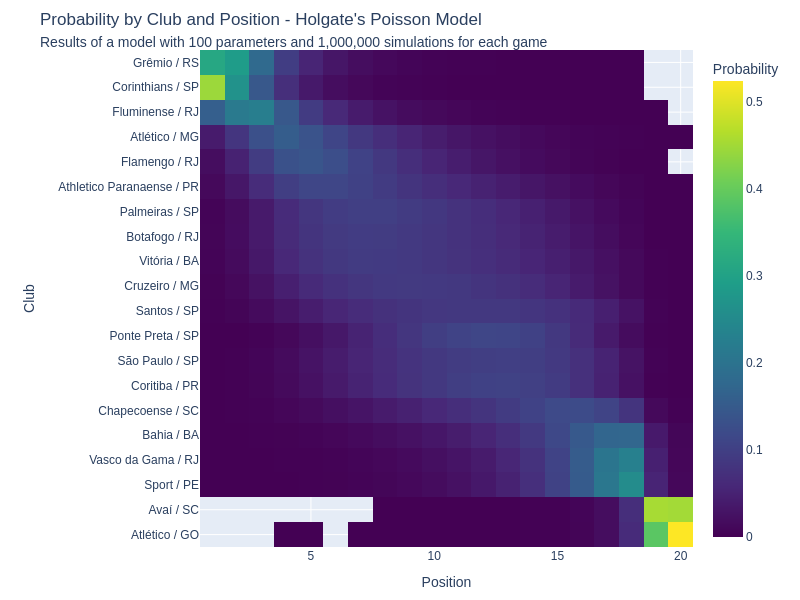 Probability by Club and Position - Holgate's Poisson Model
Results of a model with 100 parameters and 1,000,000 simulations for each game
Probability
Club
Grêmio / RS
Corinthians / SP
Fluminense / RJ
Atlético / MG
Flamengo / RJ
Athletico Paranaense / PR
Palmeiras / SP
Botafogo / RJ
Vitória / BA
Cruzeiro / MG
Santos / SP
Ponte Preta / SP
São Paulo / SP
Coritiba / PR
Chapecoense / SC
Bahia / BA
Vasco da Gama / RJ
Sport / PE
Avaí / SC
Atlético / GO
0.5
0.4
0.3
0.2
0.1
0
5 10 15 20
Position